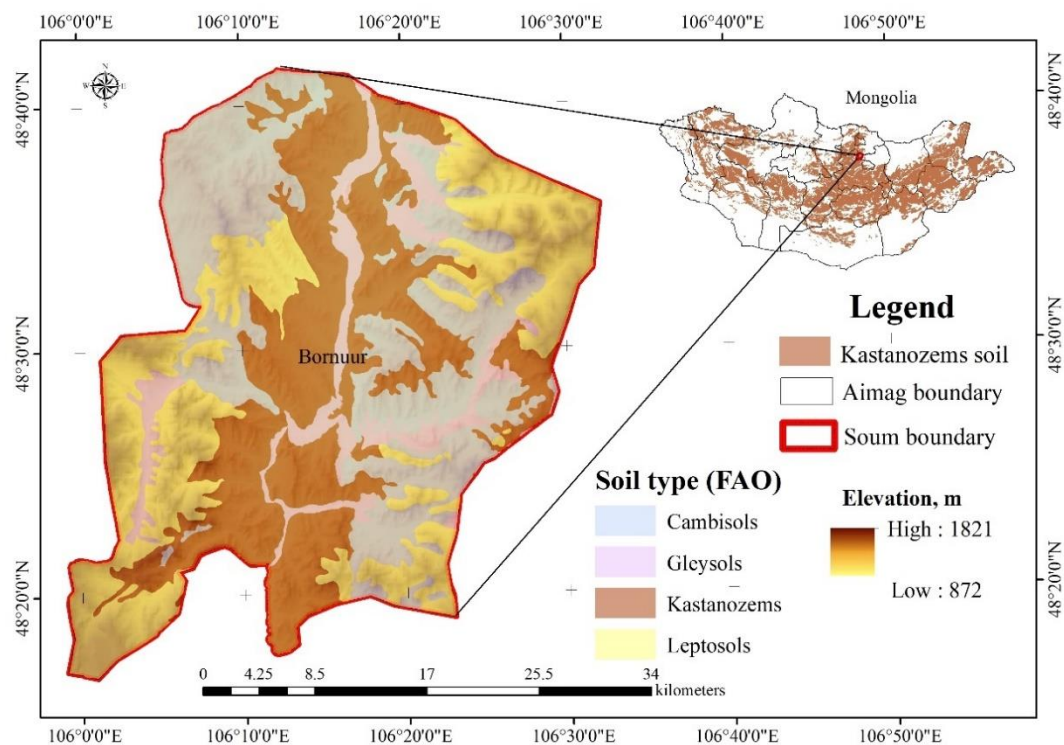 106°0'0"E 106°10'0"E 106°20'0"E 106°30'0"E 106°40'0"E 106°50'0"E
N
W E
S
48°40'0"N
48°40'0"N
Mongolia
48°30'0"N
48°30'0"N
Bornuur
Legend
Kastanozems soil
Aimag boundary
Soum boundary
Soil type (FAO)
Cambisols
Gleysols
Kastanozems
Leptosols
Elevation, m
High : 1821
Low : 872
48°20'0"N
48°20'0"N
0 4.25 8.5 17 25.5 34
kilometers
106°0'0"E 106°10'0"E 106°20'0"E 106°30'0"E 106°40'0"E 106°50'0"E